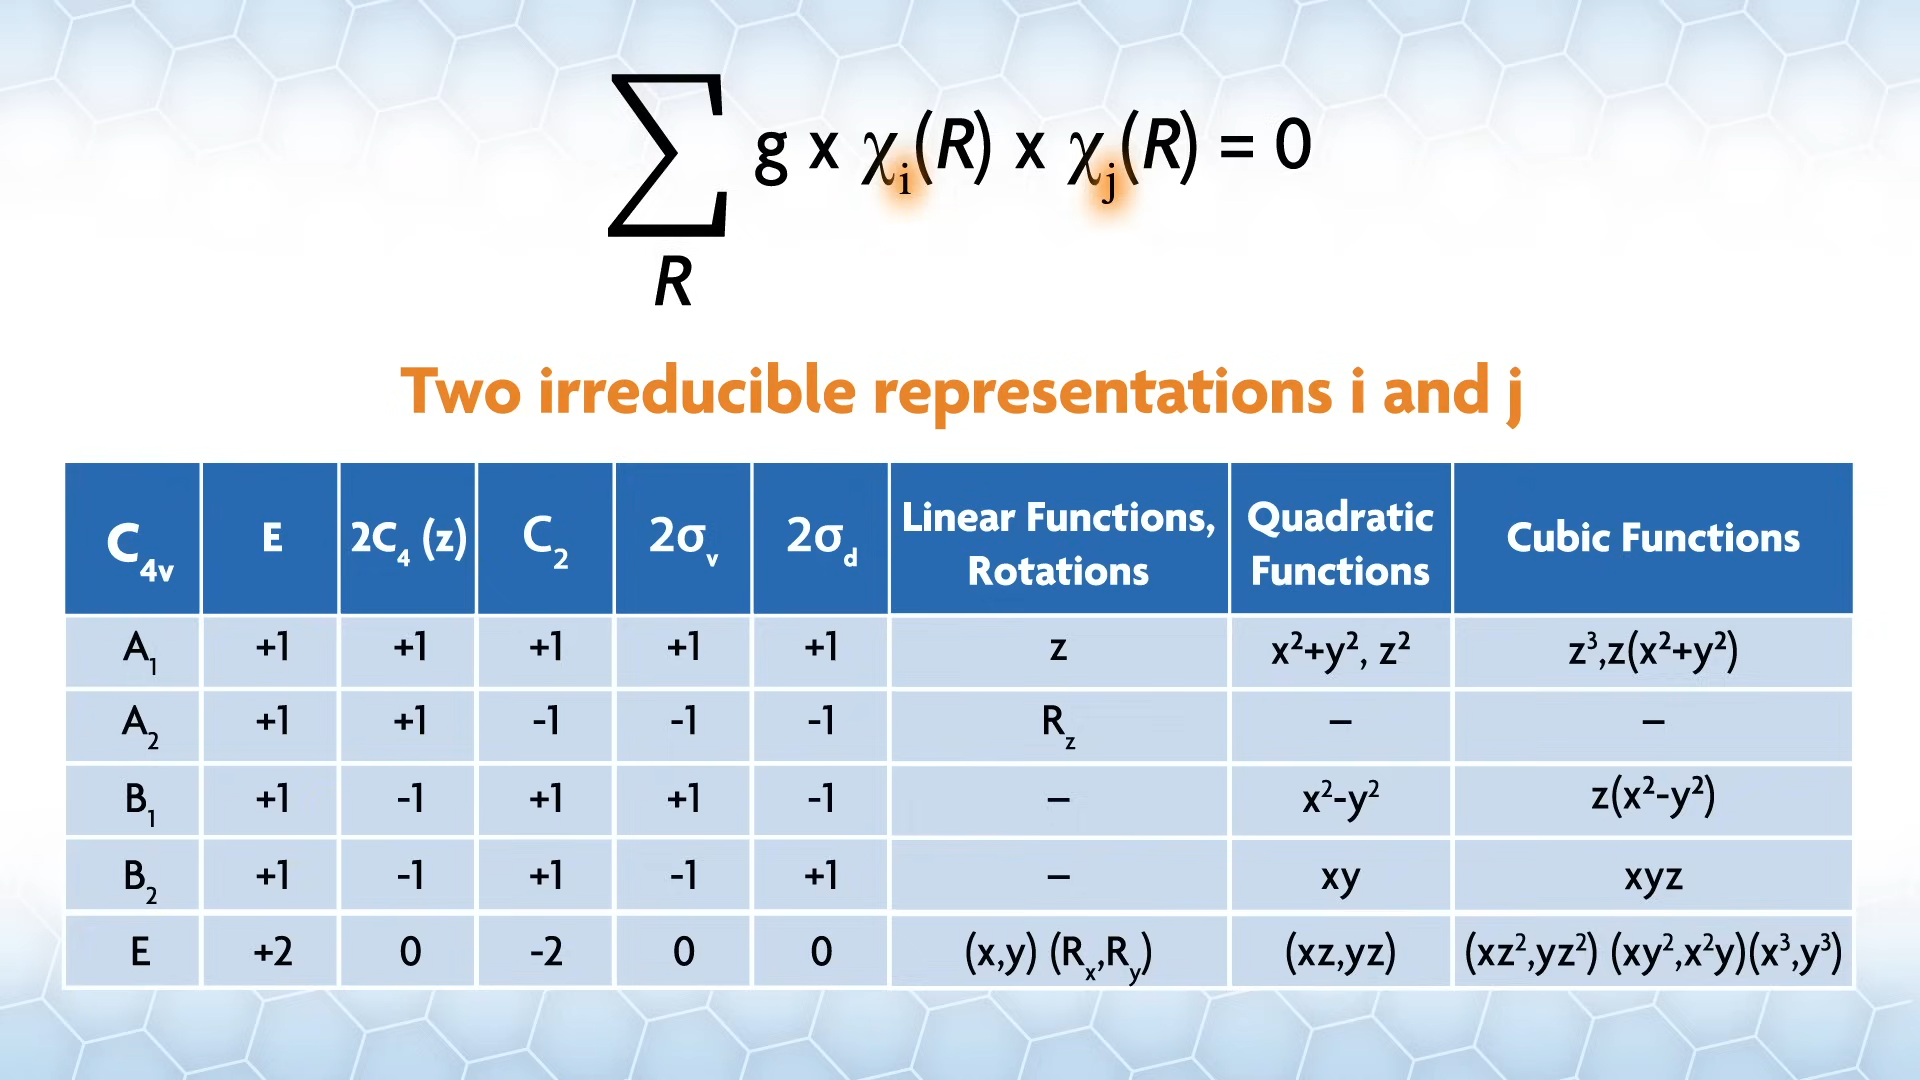 ∑ g x χᵢ(R) x χⱼ(R) = 0
R
Two irreducible representations i and j
C₄ᵥ E 2C₄ (z) C₂ 2σᵥ 2σ_d Linear Functions, Rotations Quadratic Functions Cubic Functions
A₁ +1 +1 +1 +1 +1 z x²+y², z² z³,z(x²+y²)
A₂ +1 +1 -1 -1 -1 R_z – –
B₁ +1 -1 +1 +1 -1 – x²-y² z(x²-y²)
B₂ +1 -1 +1 -1 +1 – xy xyz
E +2 0 -2 0 0 (x,y) (Rₓ,R_y) (xz,yz) (xz²,yz²) (xy²,x²y)(x³,y³)